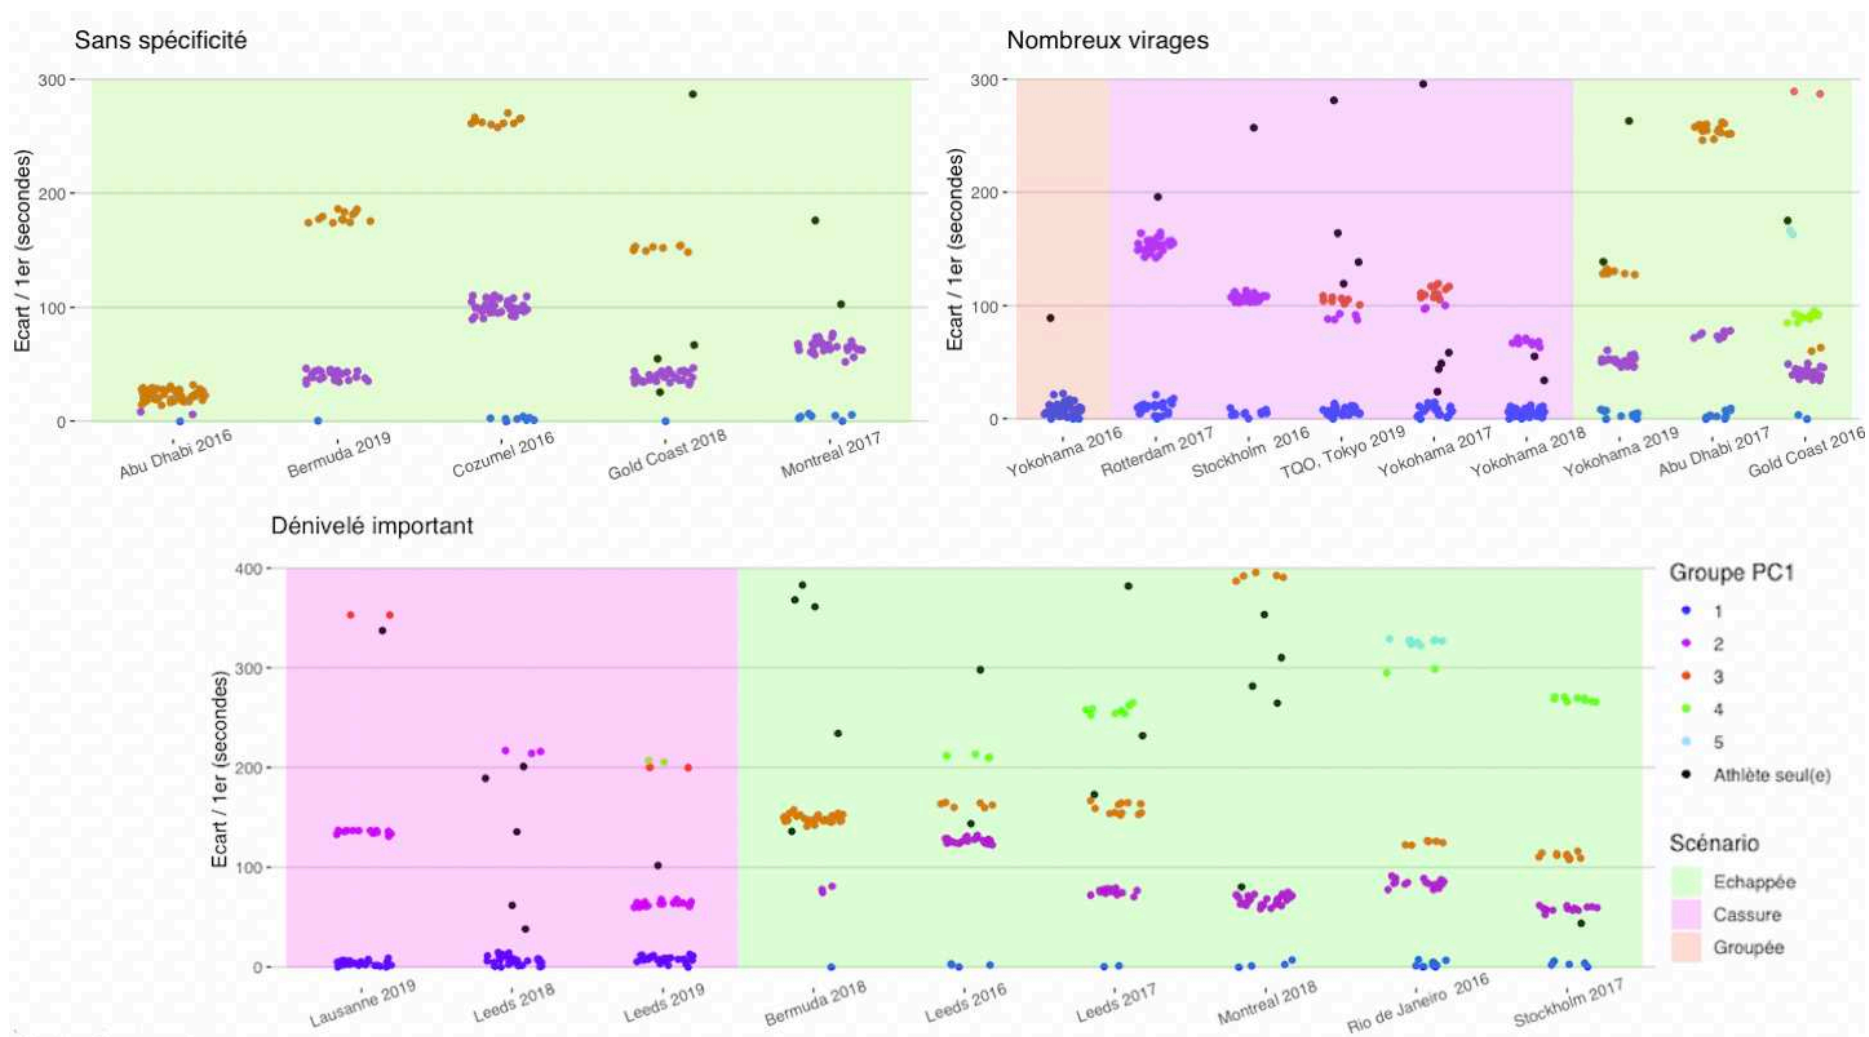 Sans spécificité
Ecart / 1er (secondes)
300
200
100
0
Abu Dhabi 2016
Bermuda 2019
Cozumel 2016
Gold Coast 2018
Montreal 2017
Nombreux virages
Ecart / 1er (secondes)
300
200
100
0
Yokohama 2016
Rotterdam 2017
Stockholm 2016
TQO, Tokyo 2019
Yokohama 2017
Yokohama 2018
Yokohama 2019
Abu Dhabi 2017
Gold Coast 2016
Dénivelé important
Ecart / 1er (secondes)
400
300
200
100
0
Lausanne 2019
Leeds 2018
Leeds 2019
Bermuda 2018
Leeds 2016
Leeds 2017
Montreal 2018
Rio de Janeiro 2016
Stockholm 2017
Groupe PC1
1
2
3
4
5
Athlète seul(e)
Scénario
Echappée
Cassure
Groupée